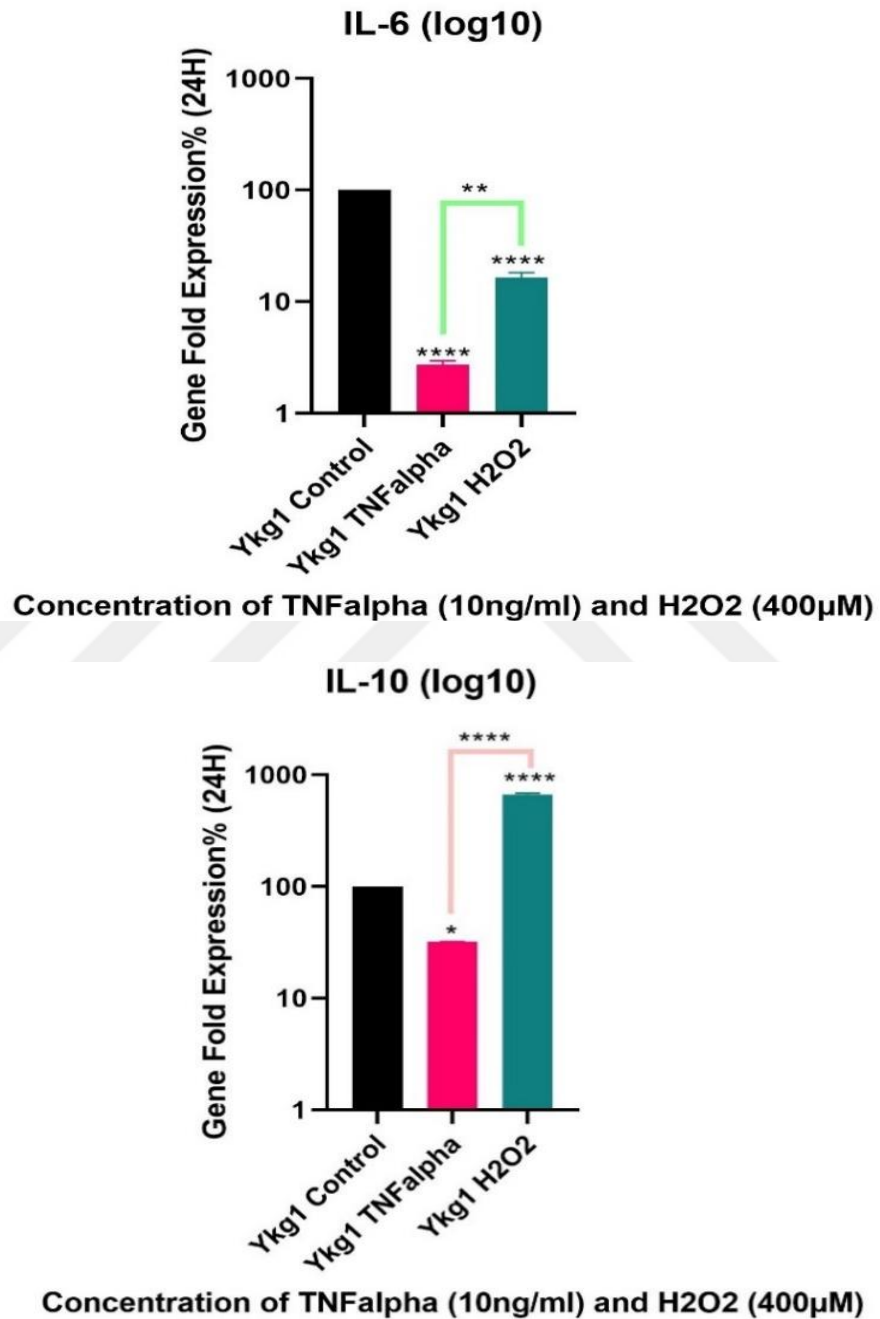 IL-6 (log10)
Gene Fold Expression% (24H)
1000
100
10
1
**
****
****
Ykg1 Control
Ykg1 TNFalpha
Ykg1 H2O2
Concentration of TNFalpha (10ng/ml) and H2O2 (400µM)
IL-10 (log10)
Gene Fold Expression% (24H)
1000
100
10
1
****
****
*
Ykg1 Control
Ykg1 TNFalpha
Ykg1 H2O2
Concentration of TNFalpha (10ng/ml) and H2O2 (400µM)